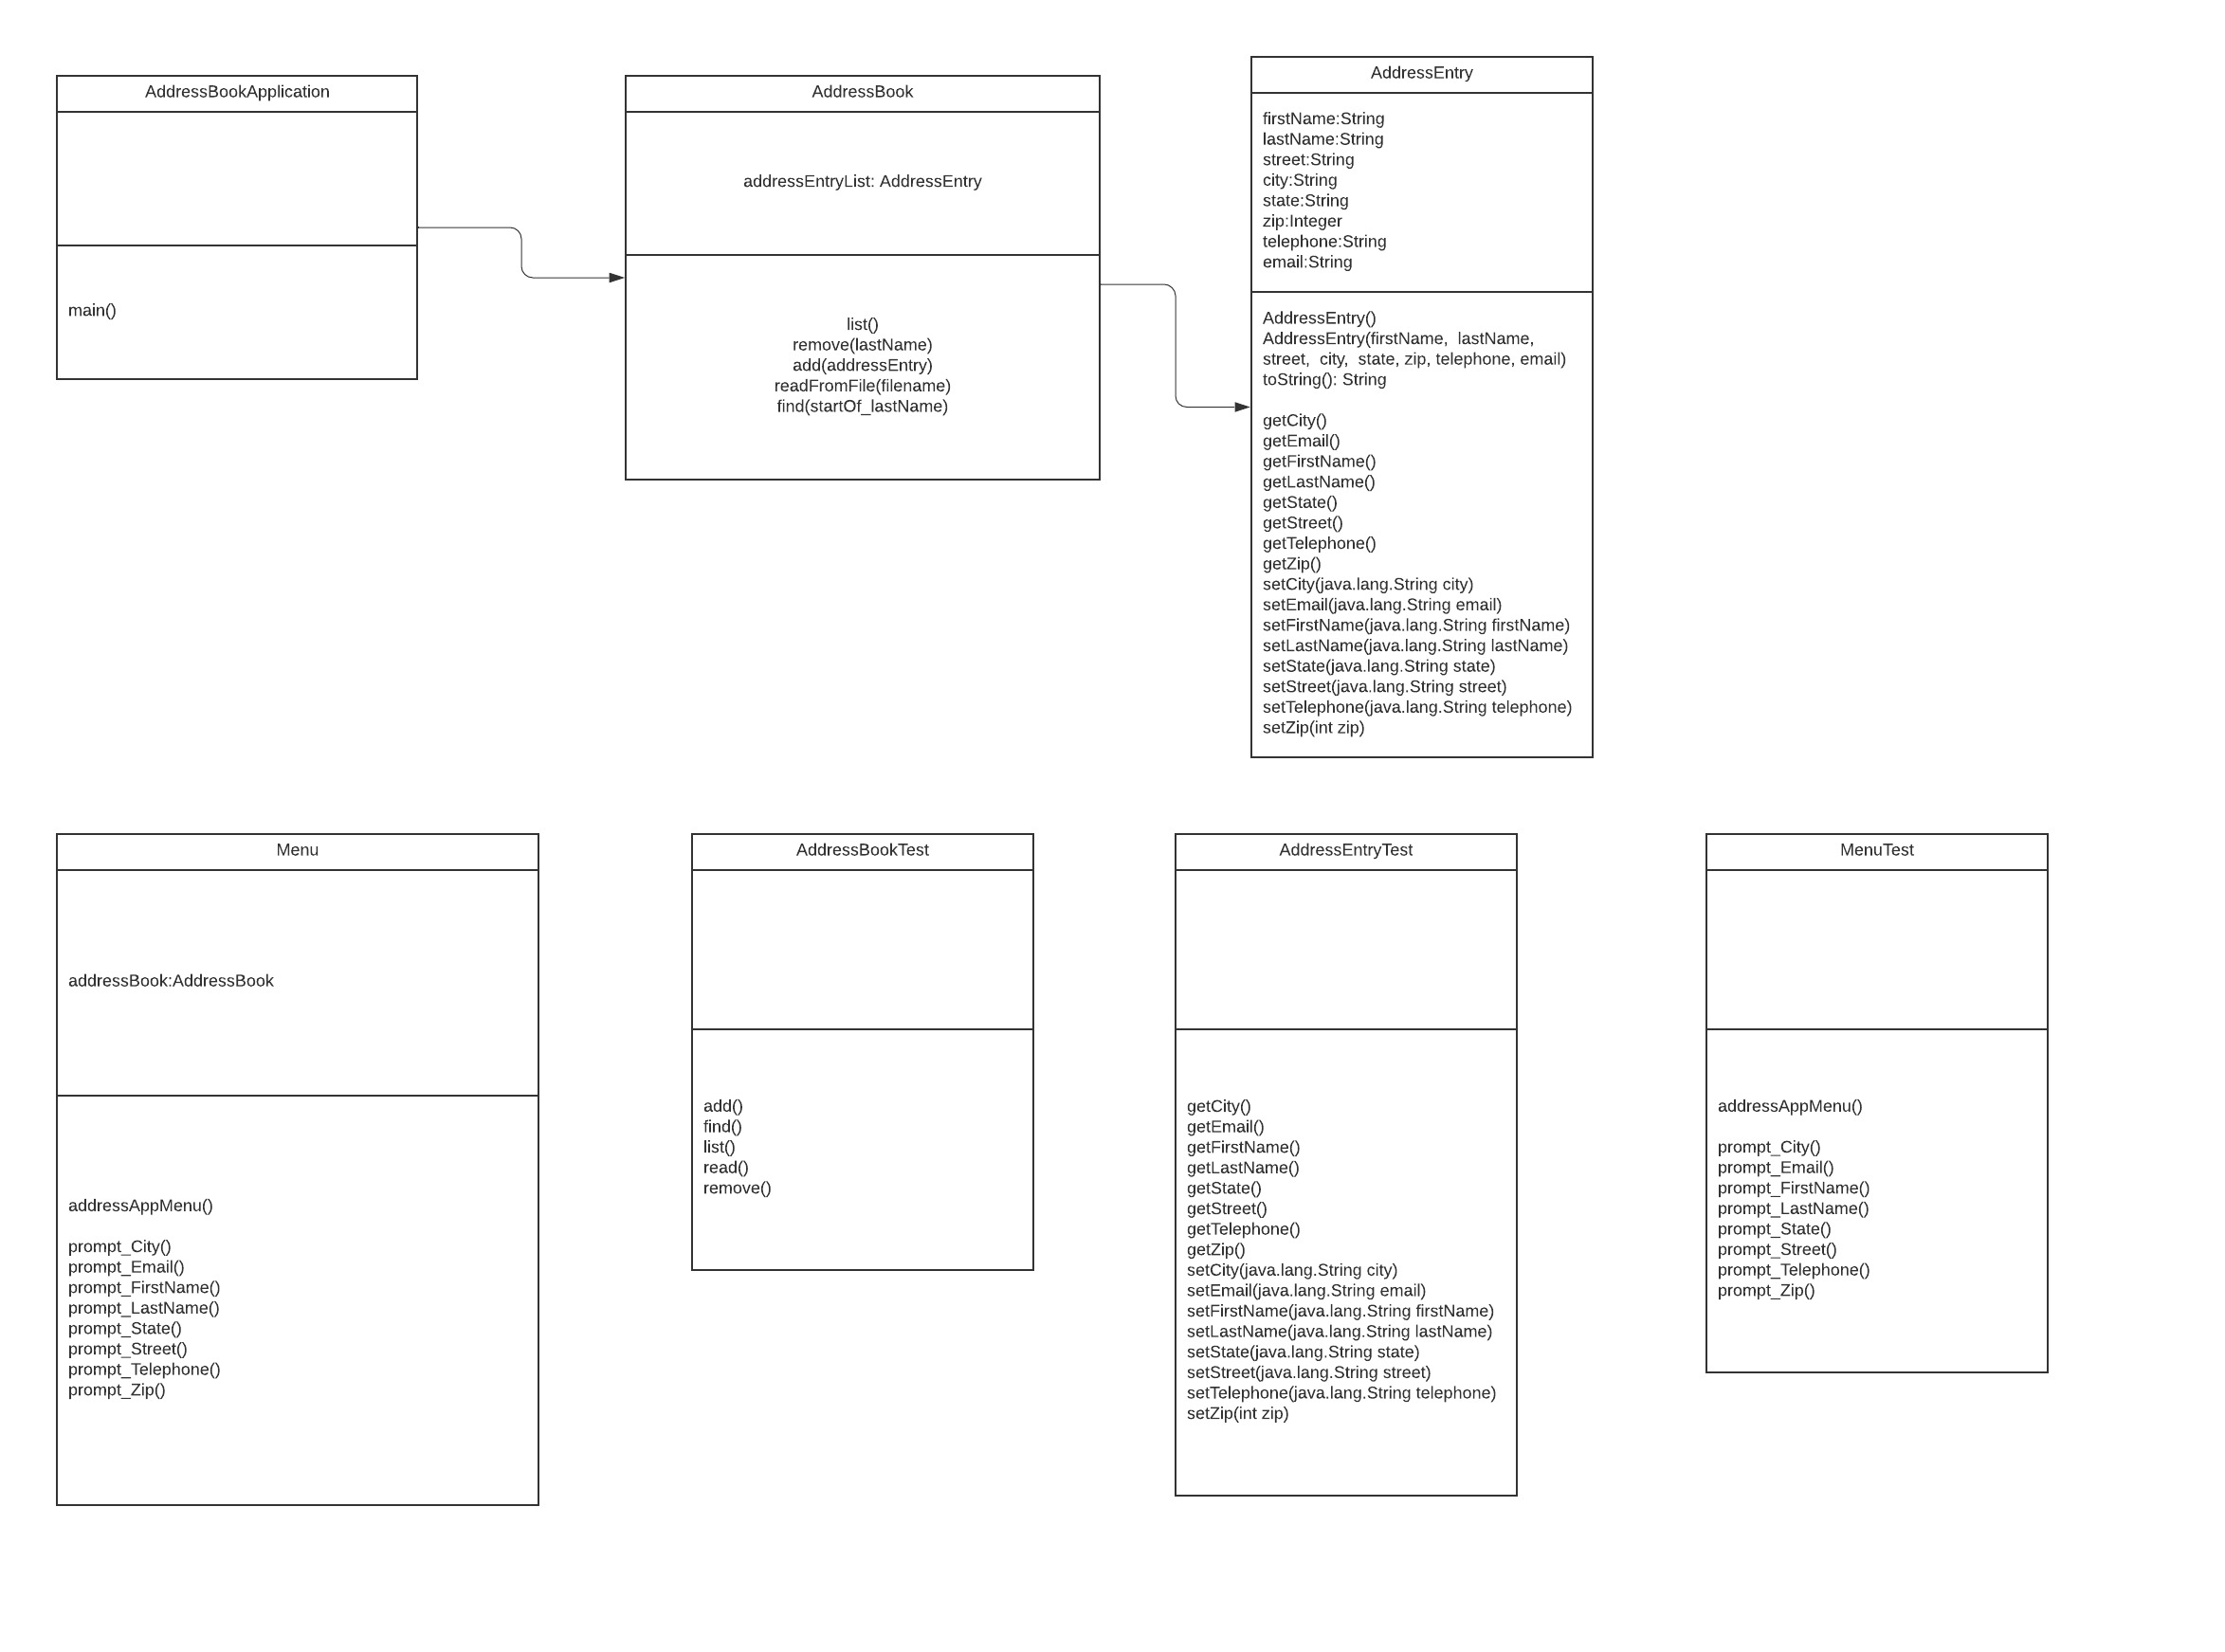 AddressBookApplication
main()
AddressBook
addressEntryList: AddressEntry
list()
remove(lastName)
add(addressEntry)
readFromFile(filename)
find(startOf_lastName)
AddressEntry
firstName:String
lastName:String
street:String
city:String
state:String
zip:Integer
telephone:String
email:String
AddressEntry()
AddressEntry(firstName,  lastName,
street,  city,  state, zip, telephone, email)
toString(): String
getCity()
getEmail()
getFirstName()
getLastName()
getState()
getStreet()
getTelephone()
getZip()
setCity(java.lang.String city)
setEmail(java.lang.String email)
setFirstName(java.lang.String firstName)
setLastName(java.lang.String lastName)
setState(java.lang.String state)
setStreet(java.lang.String street)
setTelephone(java.lang.String telephone)
setZip(int zip)
Menu
addressBook:AddressBook
addressAppMenu()
prompt_City()
prompt_Email()
prompt_FirstName()
prompt_LastName()
prompt_State()
prompt_Street()
prompt_Telephone()
prompt_Zip()
AddressBookTest
add()
find()
list()
read()
remove()
AddressEntryTest
getCity()
getEmail()
getFirstName()
getLastName()
getState()
getStreet()
getTelephone()
getZip()
setCity(java.lang.String city)
setEmail(java.lang.String email)
setFirstName(java.lang.String firstName)
setLastName(java.lang.String lastName)
setState(java.lang.String state)
setStreet(java.lang.String street)
setTelephone(java.lang.String telephone)
setZip(int zip)
MenuTest
addressAppMenu()
prompt_City()
prompt_Email()
prompt_FirstName()
prompt_LastName()
prompt_State()
prompt_Street()
prompt_Telephone()
prompt_Zip()